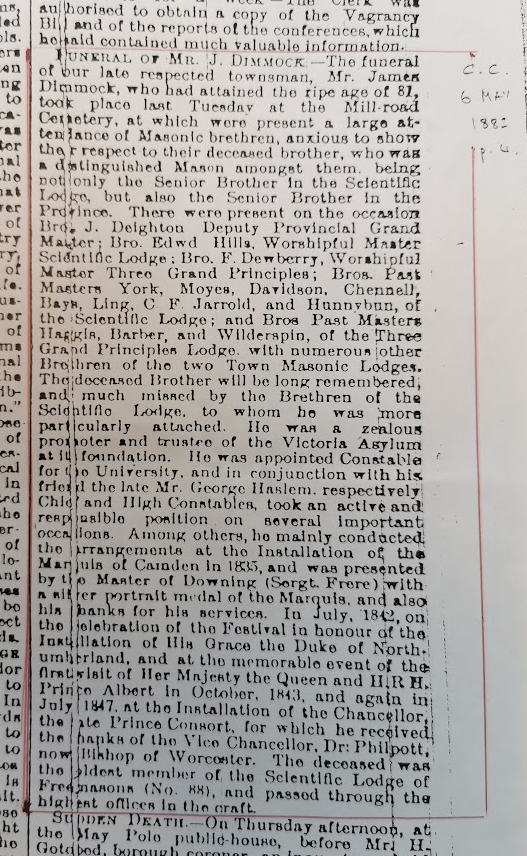 for a week—The Clerk was
authorised to obtain a copy of the Vagrancy
Bill and of the reports of the conferences, which
he said contained much valuable information.
FUNERAL OF MR. J. DIMMOCK.—The funeral
of our late respected townsman, Mr. James
Dimmock, who had attained the ripe age of 81,
took place last Tuesday at the Mill-road
Cemetery, at which were present a large at-
tendance of Masonic brethren, anxious to show
their respect to their deceased brother, who was
a distinguished Mason amongst them, being
not only the Senior Brother in the Scientific
Lodge, but also the Senior Brother in the
Province. There were present on the occasion
Bro. J. Deighton Deputy Provincial Grand
Master; Bro. Edwd Hills, Worshipful Master
Scientific Lodge; Bro. F. Dewberry, Worshipful
Master Three Grand Principles; Bros. Past
Masters York, Moyes, Davidson, Chennell,
Bays, Ling, C. F. Jarrold, and Hunnybun, of
the Scientific Lodge; and Bros Past Masters
Haggis, Barber, and Wilderspin, of the Three
Grand Principles Lodge, with numerous other
Brethren of the two Town Masonic Lodges.
The deceased Brother will be long remembered,
and much missed by the Brethren of the
Scientific Lodge, to whom he was more
particularly attached. He was a zealous
promoter and trustee of the Victoria Asylum
at its foundation. He was appointed Constable
for the University, and in conjunction with his
friend the late Mr. George Haslem, respectively
Chief and High Constables, took an active and
responsible position on several important
occasions. Among others, he mainly conducted
the arrangements at the Installation of the
Marquis of Camden in 1835, and was presented
by the Master of Downing (Sergt. Frere) with
a silver portrait medal of the Marquis, and also
his thanks for his services. In July, 1842, on
the celebration of the Festival in honour of the
Installation of His Grace the Duke of North-
umberland, and at the memorable event of the
first visit of Her Majesty the Queen and H.R H.
Prince Albert in October, 1843, and again in
July 1847, at the Installation of the Chancellor,
the late Prince Consort, for which he received
the thanks of the Vice Chancellor, Dr: Philpott,
now Bishop of Worcester. The deceased was
the oldest member of the Scientific Lodge of
Freemasons (No. 88), and passed through the
highest offices in the craft.
SUDDEN DEATH.—On Thursday afternoon, at
the May Pole public-house, before Mr. H.
Gotobed, borough coroner, an
C.C.
6 MAY
1882
p. 4.